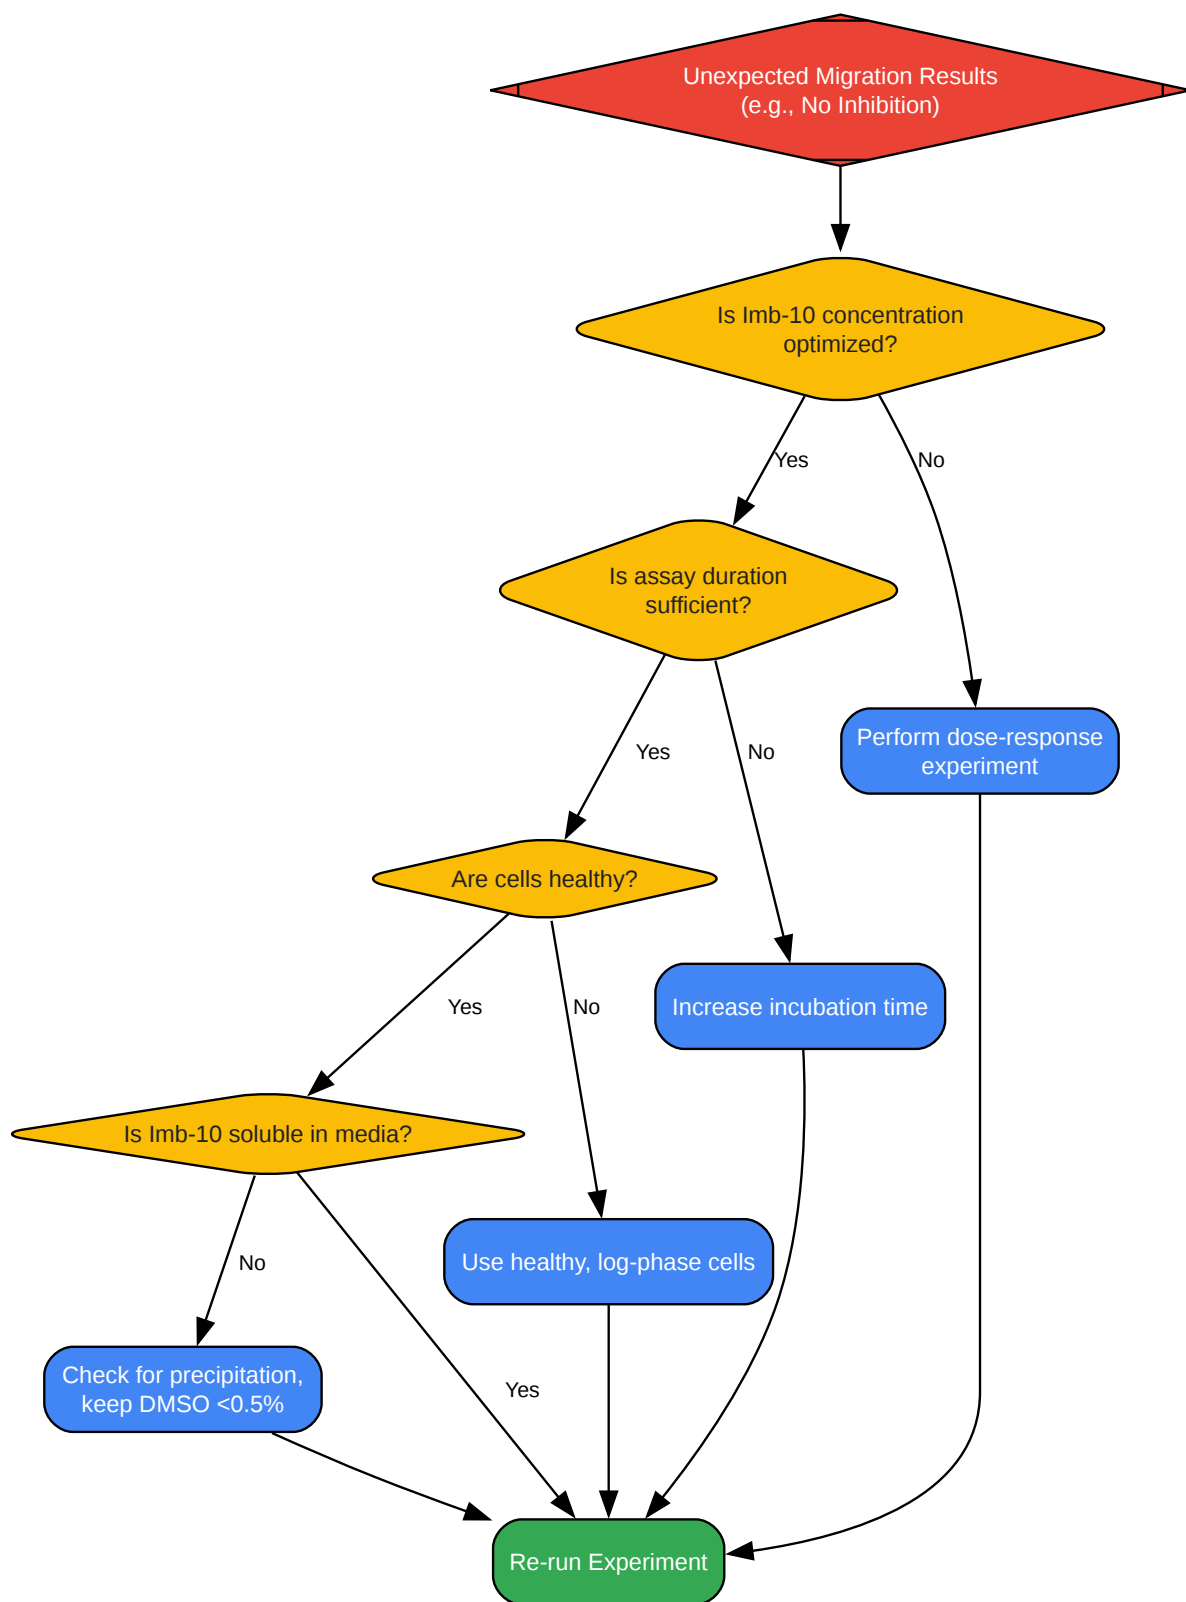 Unexpected Migration Results
(e.g., No Inhibition)
Is Imb-10 concentration
optimized?
Yes
No
Is assay duration
sufficient?
Perform dose-response
experiment
Yes
No
Are cells healthy?
Increase incubation time
Yes
No
Is Imb-10 soluble in media?
Use healthy, log-phase cells
No
Check for precipitation,
keep DMSO <0.5%
Yes
Re-run Experiment